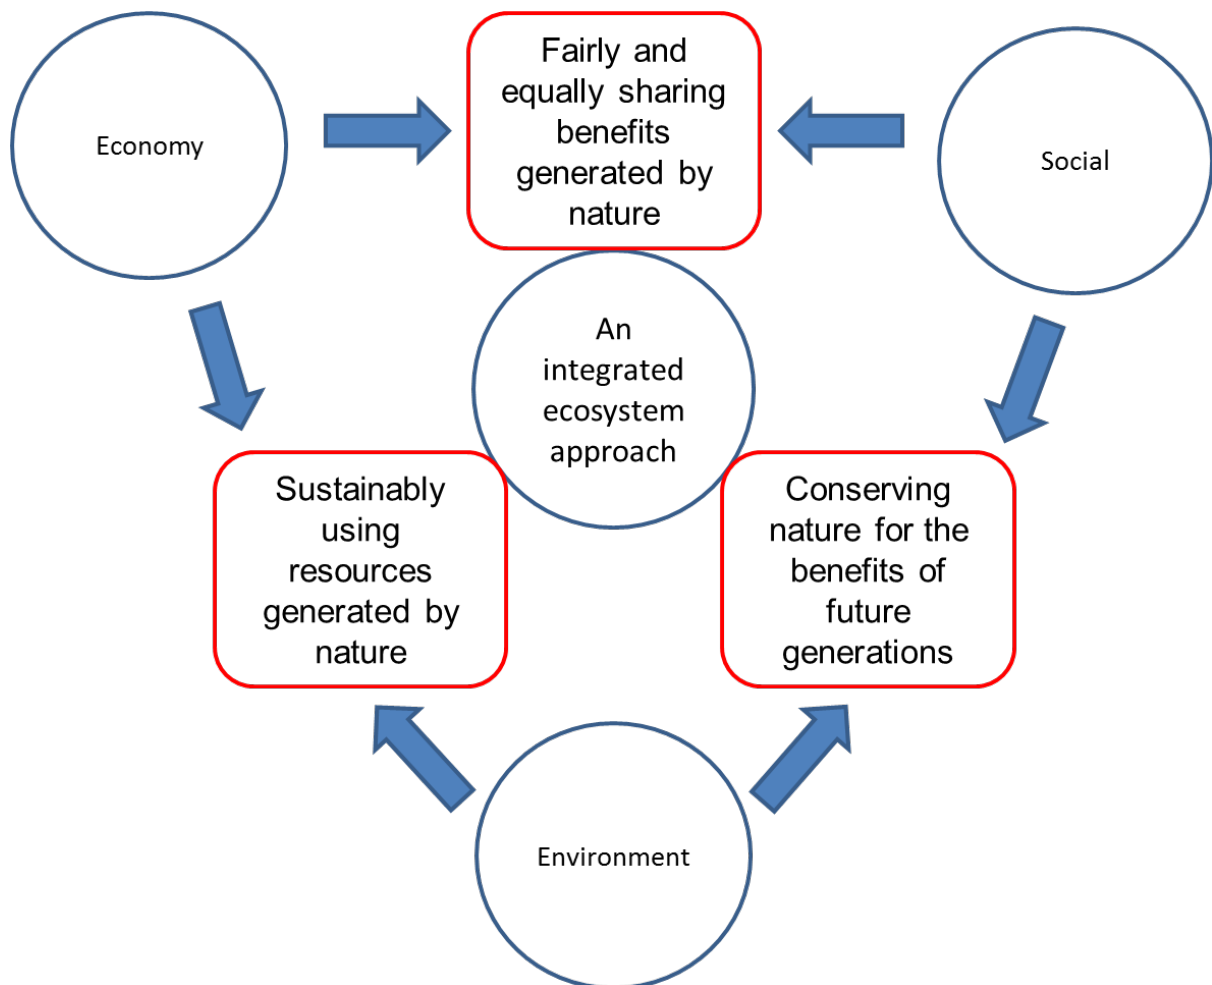 Fairly and
equally sharing
benefits
generated by
nature
Economy
Social
An
integrated
ecosystem
approach
Sustainably
using
resources
generated by
nature
Conserving
nature for the
benefits of
future
generations
Environment